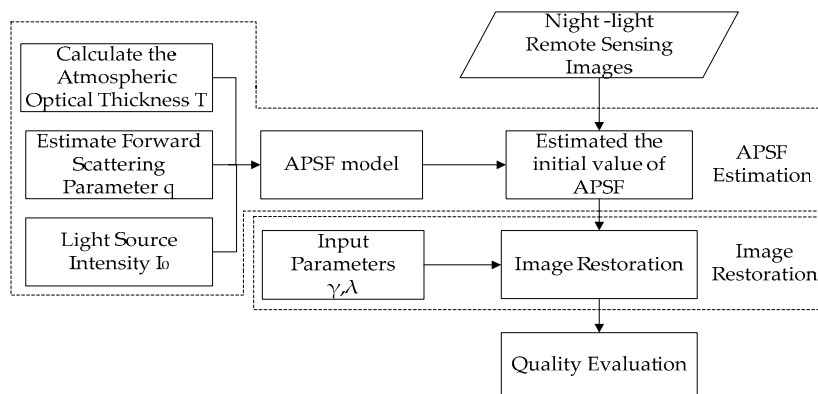 Night -light
Remote Sensing
Images
Calculate the
Atmospheric
Optical Thickness T
Estimate Forward
Scattering
Parameter q
Light Source
Intensity I₀
APSF model
Estimated the
initial value of
APSF
APSF
Estimation
Input
Parameters
γ,λ
Image Restoration
Image
Restoration
Quality Evaluation